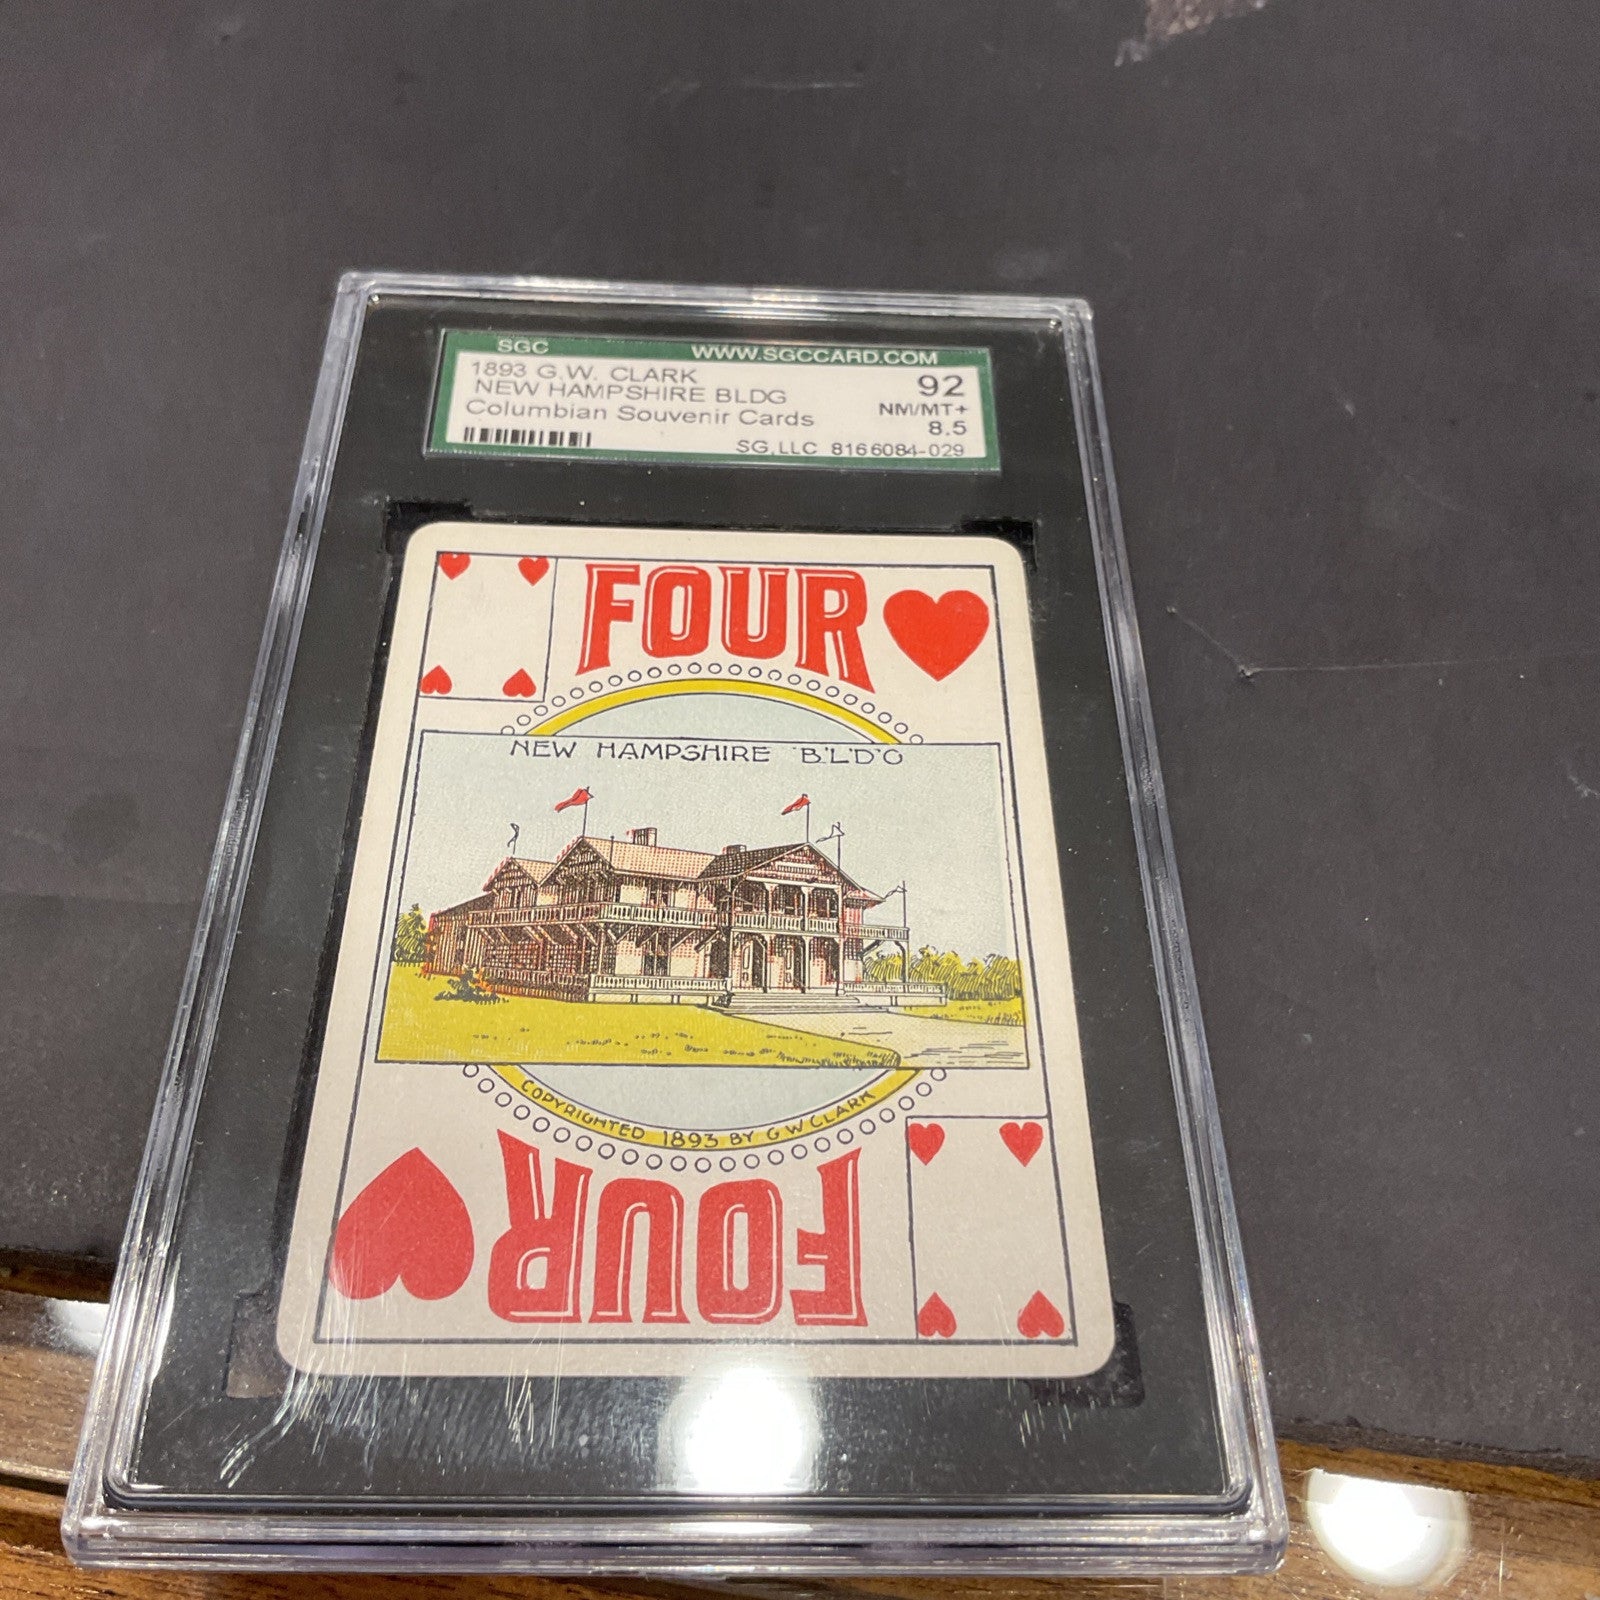 SGC WWW.SGCCARD.COM
1893 G.W. CLARK 92
NEW HAMPSHIRE BLDG NM/MT+
Columbian Souvenir Cards 8.5
SG,LLC 8166084-029
FOUR
NEW HAMPSHIRE B'L'D'G
COPYRIGHTED 1893 BY G W CLARK
FOUR